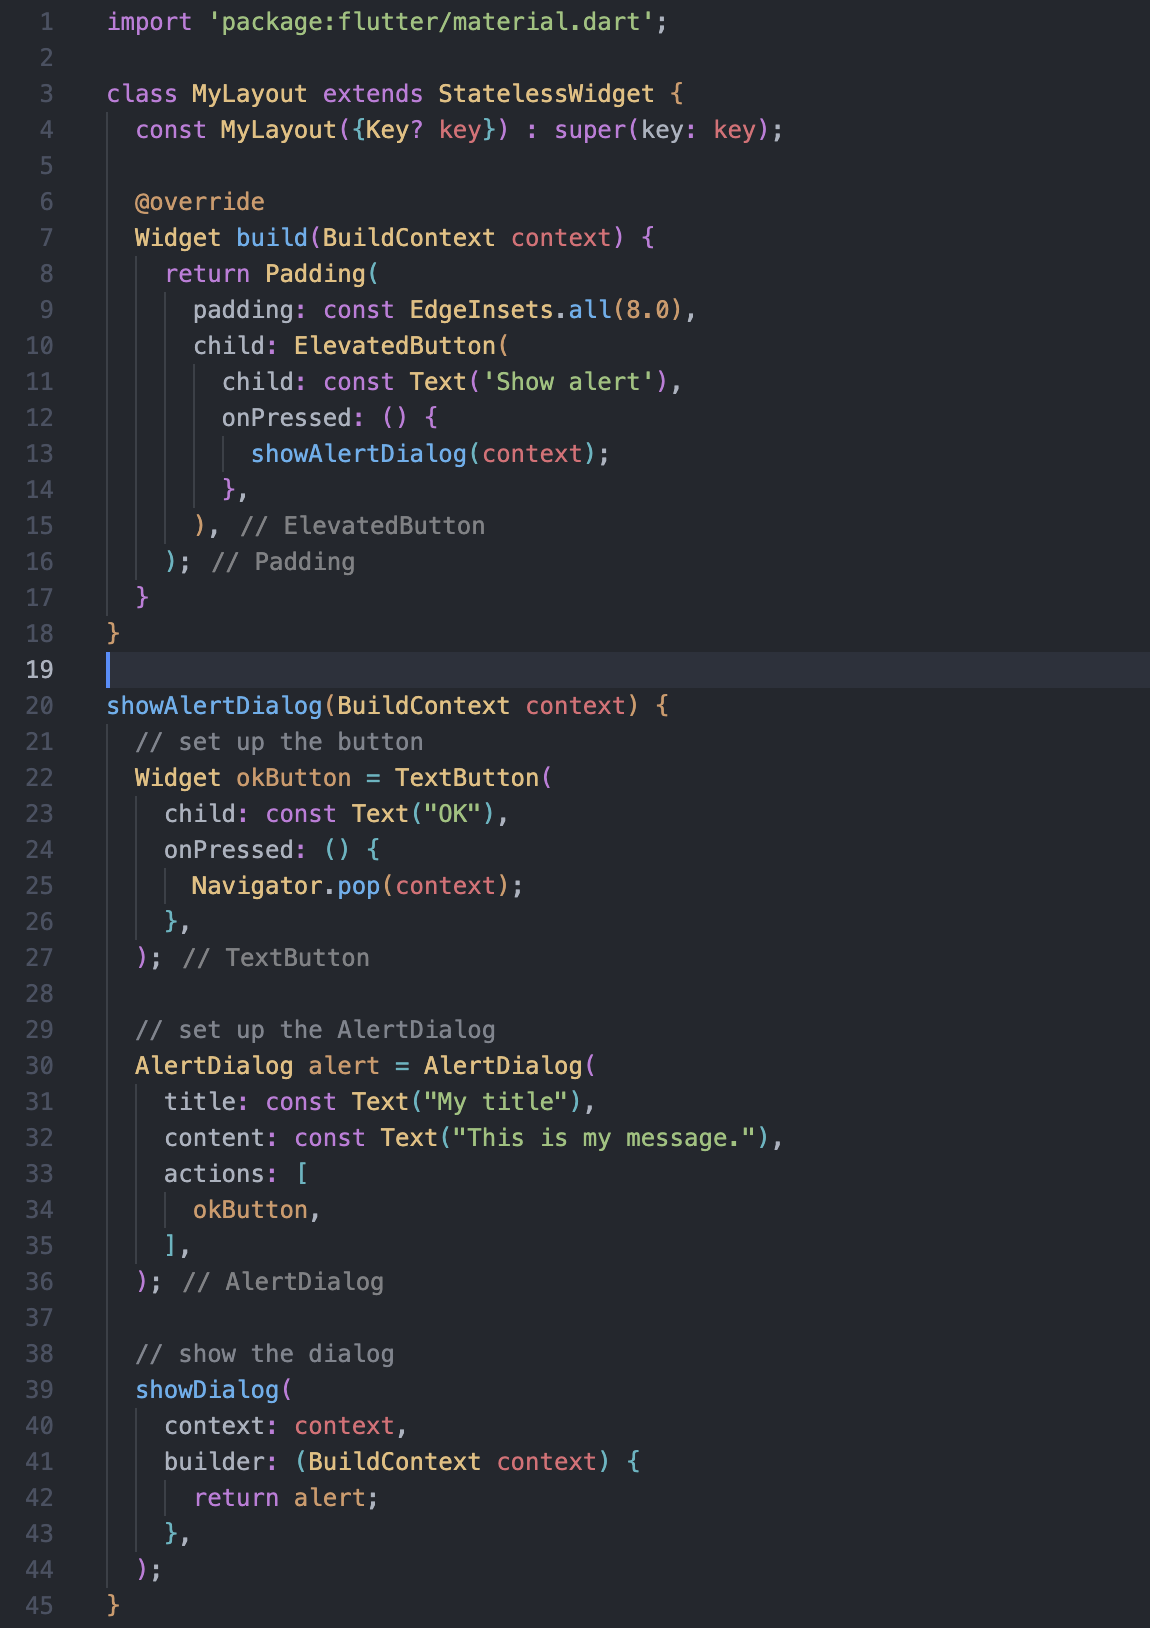 1 import 'package:flutter/material.dart';
2
3 class MyLayout extends StatelessWidget {
4   const MyLayout({Key? key}) : super(key: key);
5
6   @override
7   Widget build(BuildContext context) {
8     return Padding(
9       padding: const EdgeInsets.all(8.0),
10       child: ElevatedButton(
11         child: const Text('Show alert'),
12         onPressed: () {
13           showAlertDialog(context);
14         },
15       ), // ElevatedButton
16     ); // Padding
17   }
18 }
19
20 showAlertDialog(BuildContext context) {
21   // set up the button
22   Widget okButton = TextButton(
23     child: const Text("OK"),
24     onPressed: () {
25       Navigator.pop(context);
26     },
27   ); // TextButton
28
29   // set up the AlertDialog
30   AlertDialog alert = AlertDialog(
31     title: const Text("My title"),
32     content: const Text("This is my message."),
33     actions: [
34       okButton,
35     ],
36   ); // AlertDialog
37
38   // show the dialog
39   showDialog(
40     context: context,
41     builder: (BuildContext context) {
42       return alert;
43     },
44   );
45 }